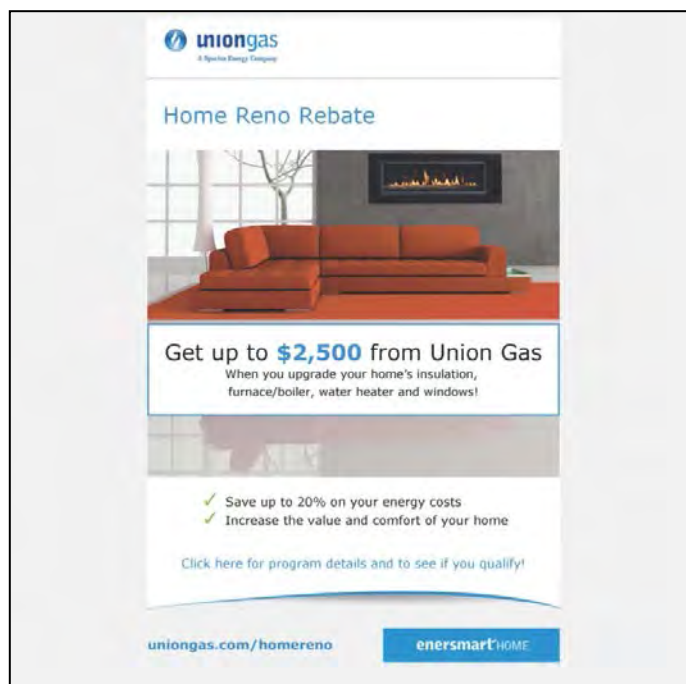 uniongas
A Spectra Energy Company
Home Reno Rebate
Get up to $2,500 from Union Gas
When you upgrade your home's insulation,
furnace/boiler, water heater and windows!
✓ Save up to 20% on your energy costs
✓ Increase the value and comfort of your home
Click here for program details and to see if you qualify!
uniongas.com/homereno
enersmart HOME